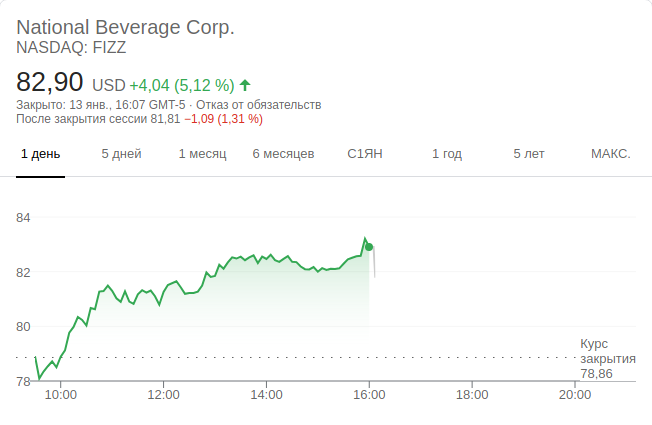 National Beverage Corp.
NASDAQ: FIZZ
82,90 USD +4,04 (5,12 %)
Закрыто: 13 янв., 16:07 GMT-5 · Отказ от обязательств
После закрытия сессии 81,81 −1,09 (1,31 %)
1 день 5 дней 1 месяц 6 месяцев С1ЯН 1 год 5 лет МАКС.
84
82
80
Курс
закрытия
78,86
78
10:00 12:00 14:00 16:00 18:00 20:00